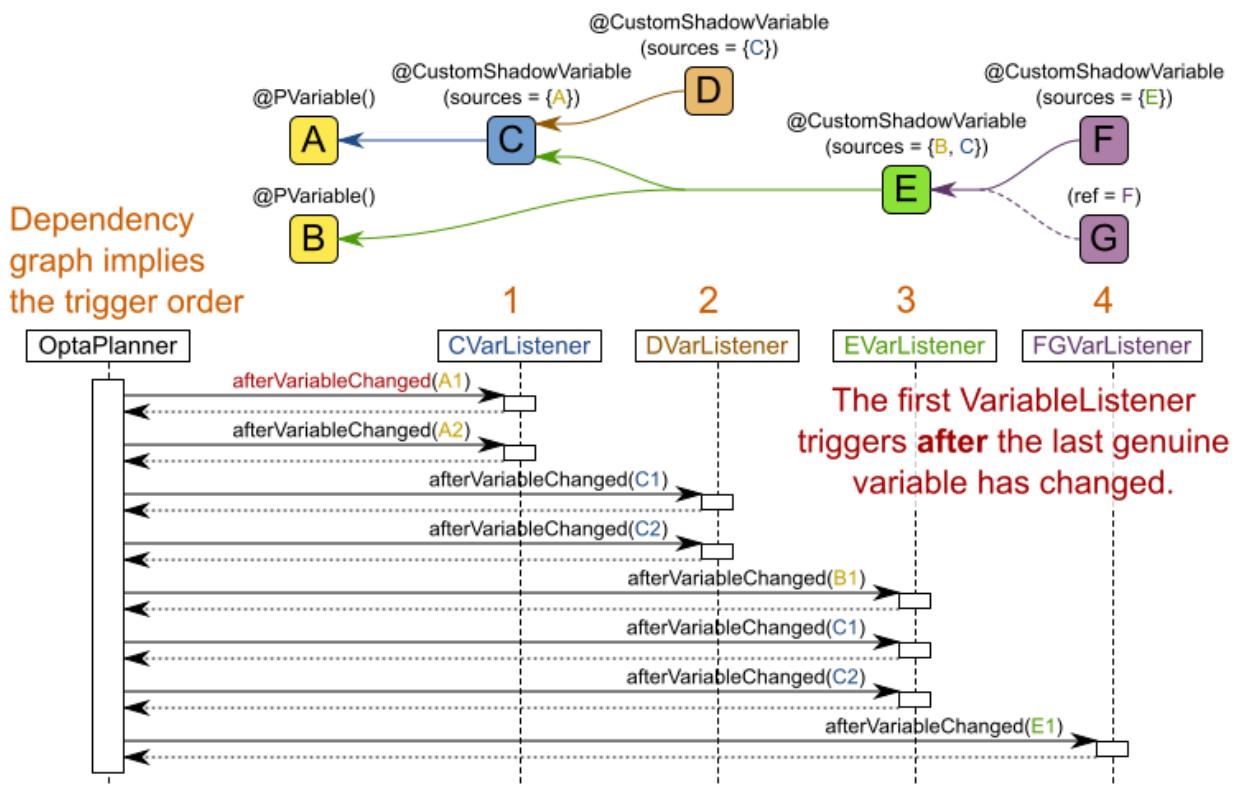 @CustomShadowVariable
(sources = {C})
@CustomShadowVariable
(sources = {A})
@CustomShadowVariable
(sources = {E})
@PVariable()
@CustomShadowVariable
(sources = {B, C})
D
A
C
F
E
@PVariable()
(ref = F)
B
G
Dependency
graph implies
the trigger order
1
2
3
4
OptaPlanner
CVarListener
DVarListener
EVarListener
FGVarListener
afterVariableChanged(A1)
The first VariableListener
triggers after the last genuine
variable has changed.
afterVariableChanged(A2)
afterVariableChanged(C1)
afterVariableChanged(C2)
afterVariableChanged(B1)
afterVariableChanged(C1)
afterVariableChanged(C2)
afterVariableChanged(E1)